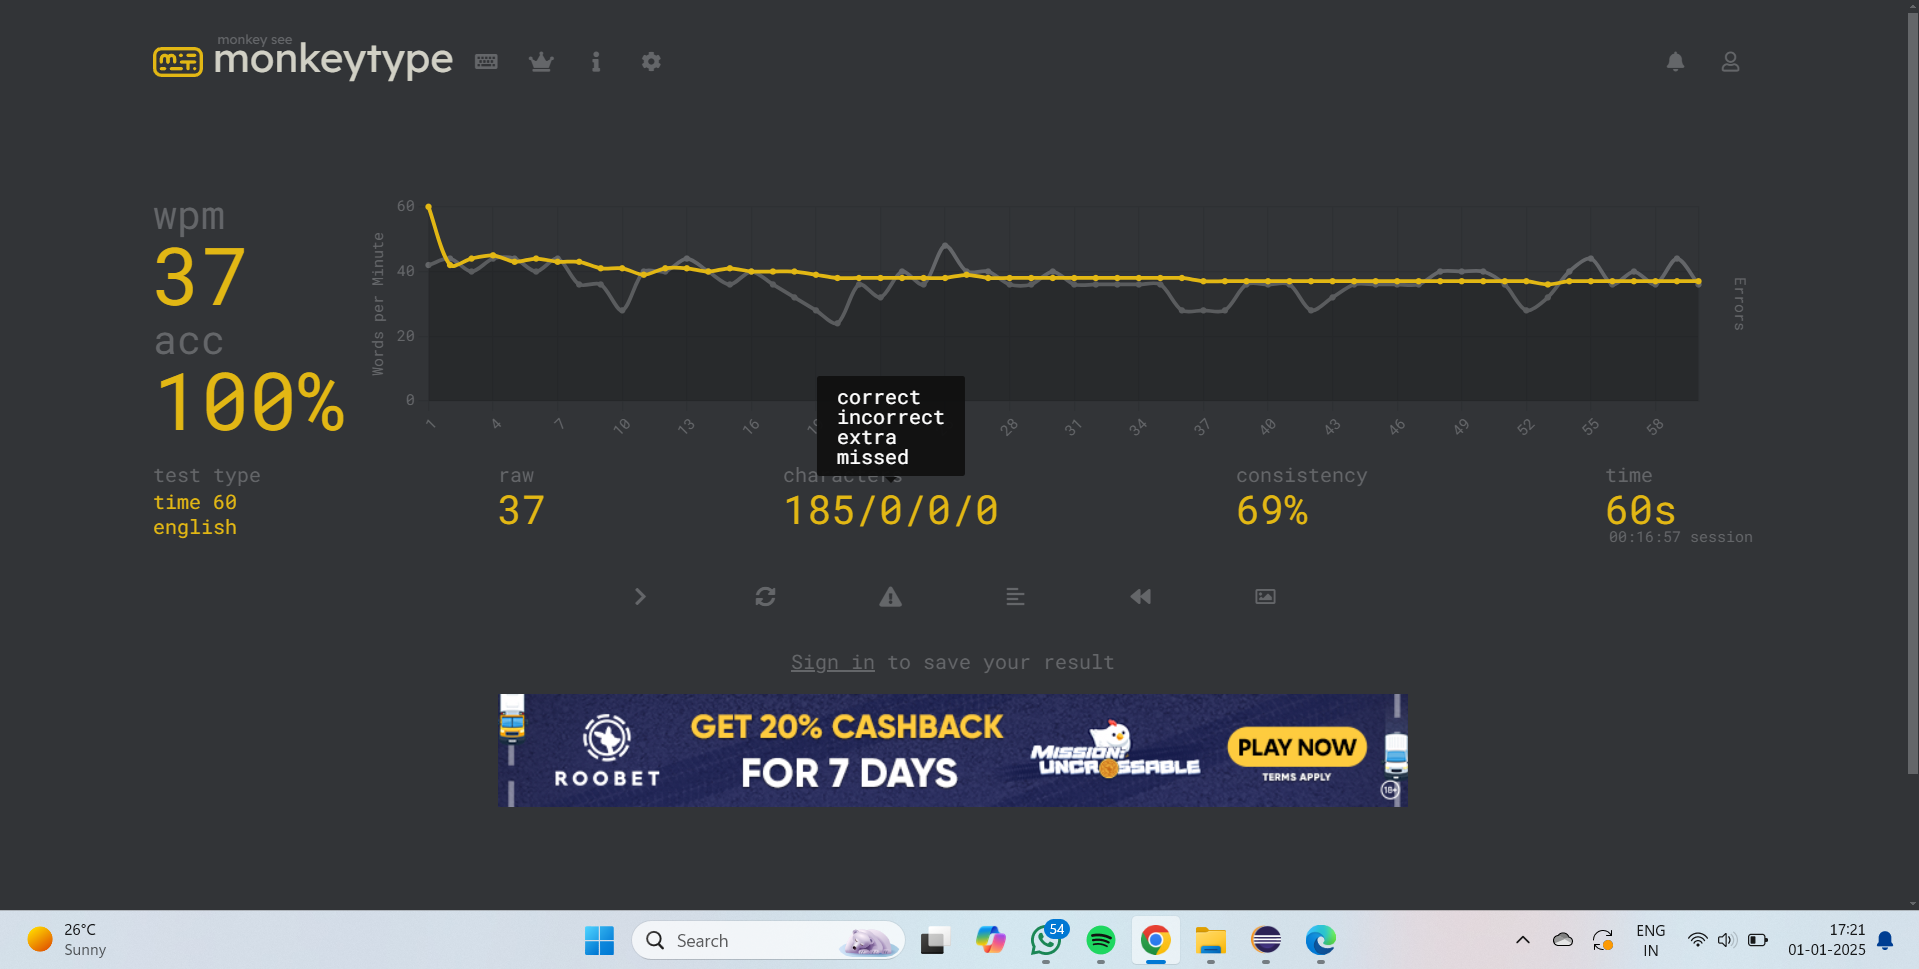 monkey see
monkeytype
wpm
37
acc
100%
Words per Minute
60
40
20
0
1 4 7 10 13 16 28 31 34 37 40 43 46 49 52 55 58
Errors
correct
incorrect
extra
missed
test type
time 60
english
raw
37
characters
185/0/0/0
consistency
69%
time
60s
00:16:57 session
Sign in to save your result
ROOBET
GET 20% CASHBACK
FOR 7 DAYS
MISSION:
UNCROSSABLE
PLAY NOW
TERMS APPLY
18+
26°C
Sunny
Search
54
ENG
IN
17:21
01-01-2025